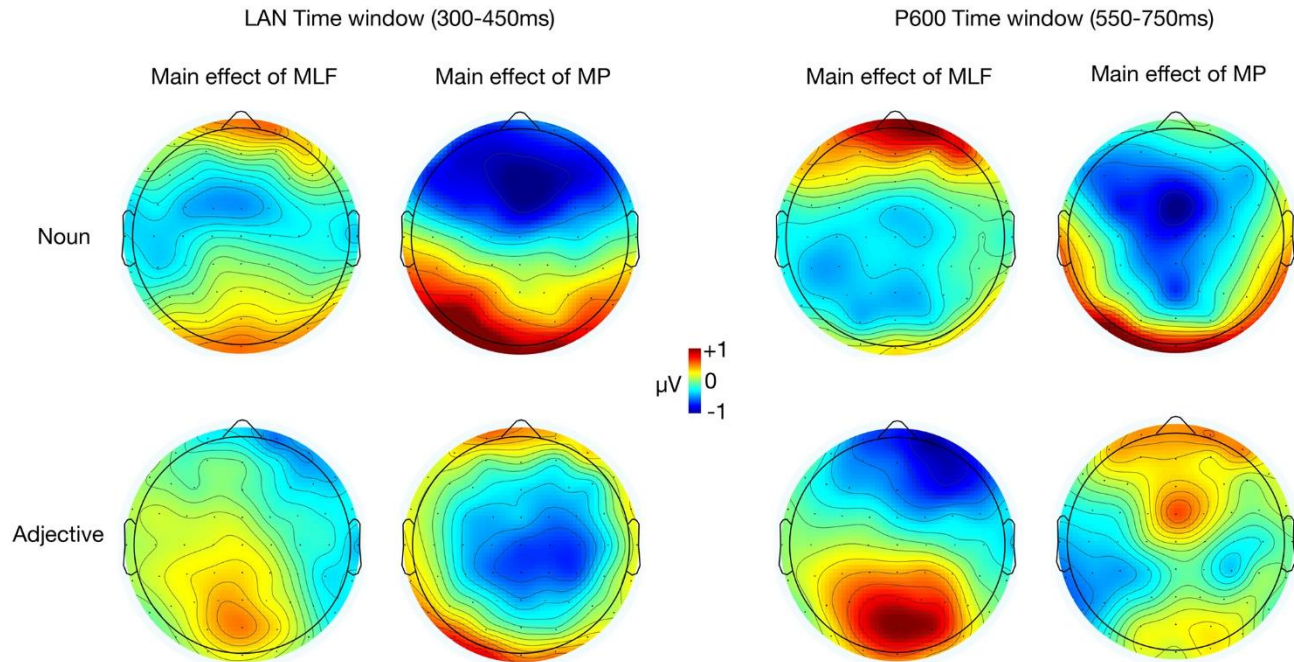 LAN Time window (300-450ms)
P600 Time window (550-750ms)
Main effect of MLF
Main effect of MP
Main effect of MLF
Main effect of MP
Noun
µV
+1
0
-1
Adjective